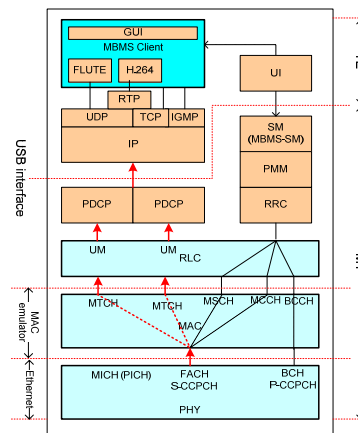 GUI
MBMS Client
FLUTE
H.264
RTP
UDP
TCP
IGMP
IP
UI
SM
(MBMS-SM)
PMM
RRC
PDCP
PDCP
UM
UM
RLC
MTCH
MTCH
MSCH
MCCH
BCCH
MAC
MICH (PICH)
FACH
S-CCPCH
BCH
P-CCPCH
PHY
USB interface
MAC
emulator
Ethernet